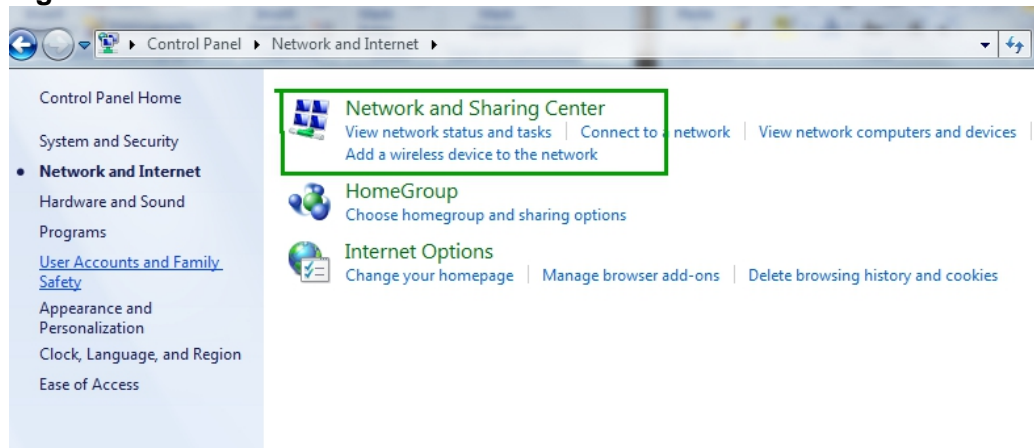 Control Panel Network and Internet
Control Panel Home
System and Security
Network and Internet
Hardware and Sound
Programs
User Accounts and Family
Safety
Appearance and
Personalization
Clock, Language, and Region
Ease of Access
Network and Sharing Center
View network status and tasks Connect to a network View network computers and devices
Add a wireless device to the network
HomeGroup
Choose homegroup and sharing options
Internet Options
Change your homepage Manage browser add-ons Delete browsing history and cookies